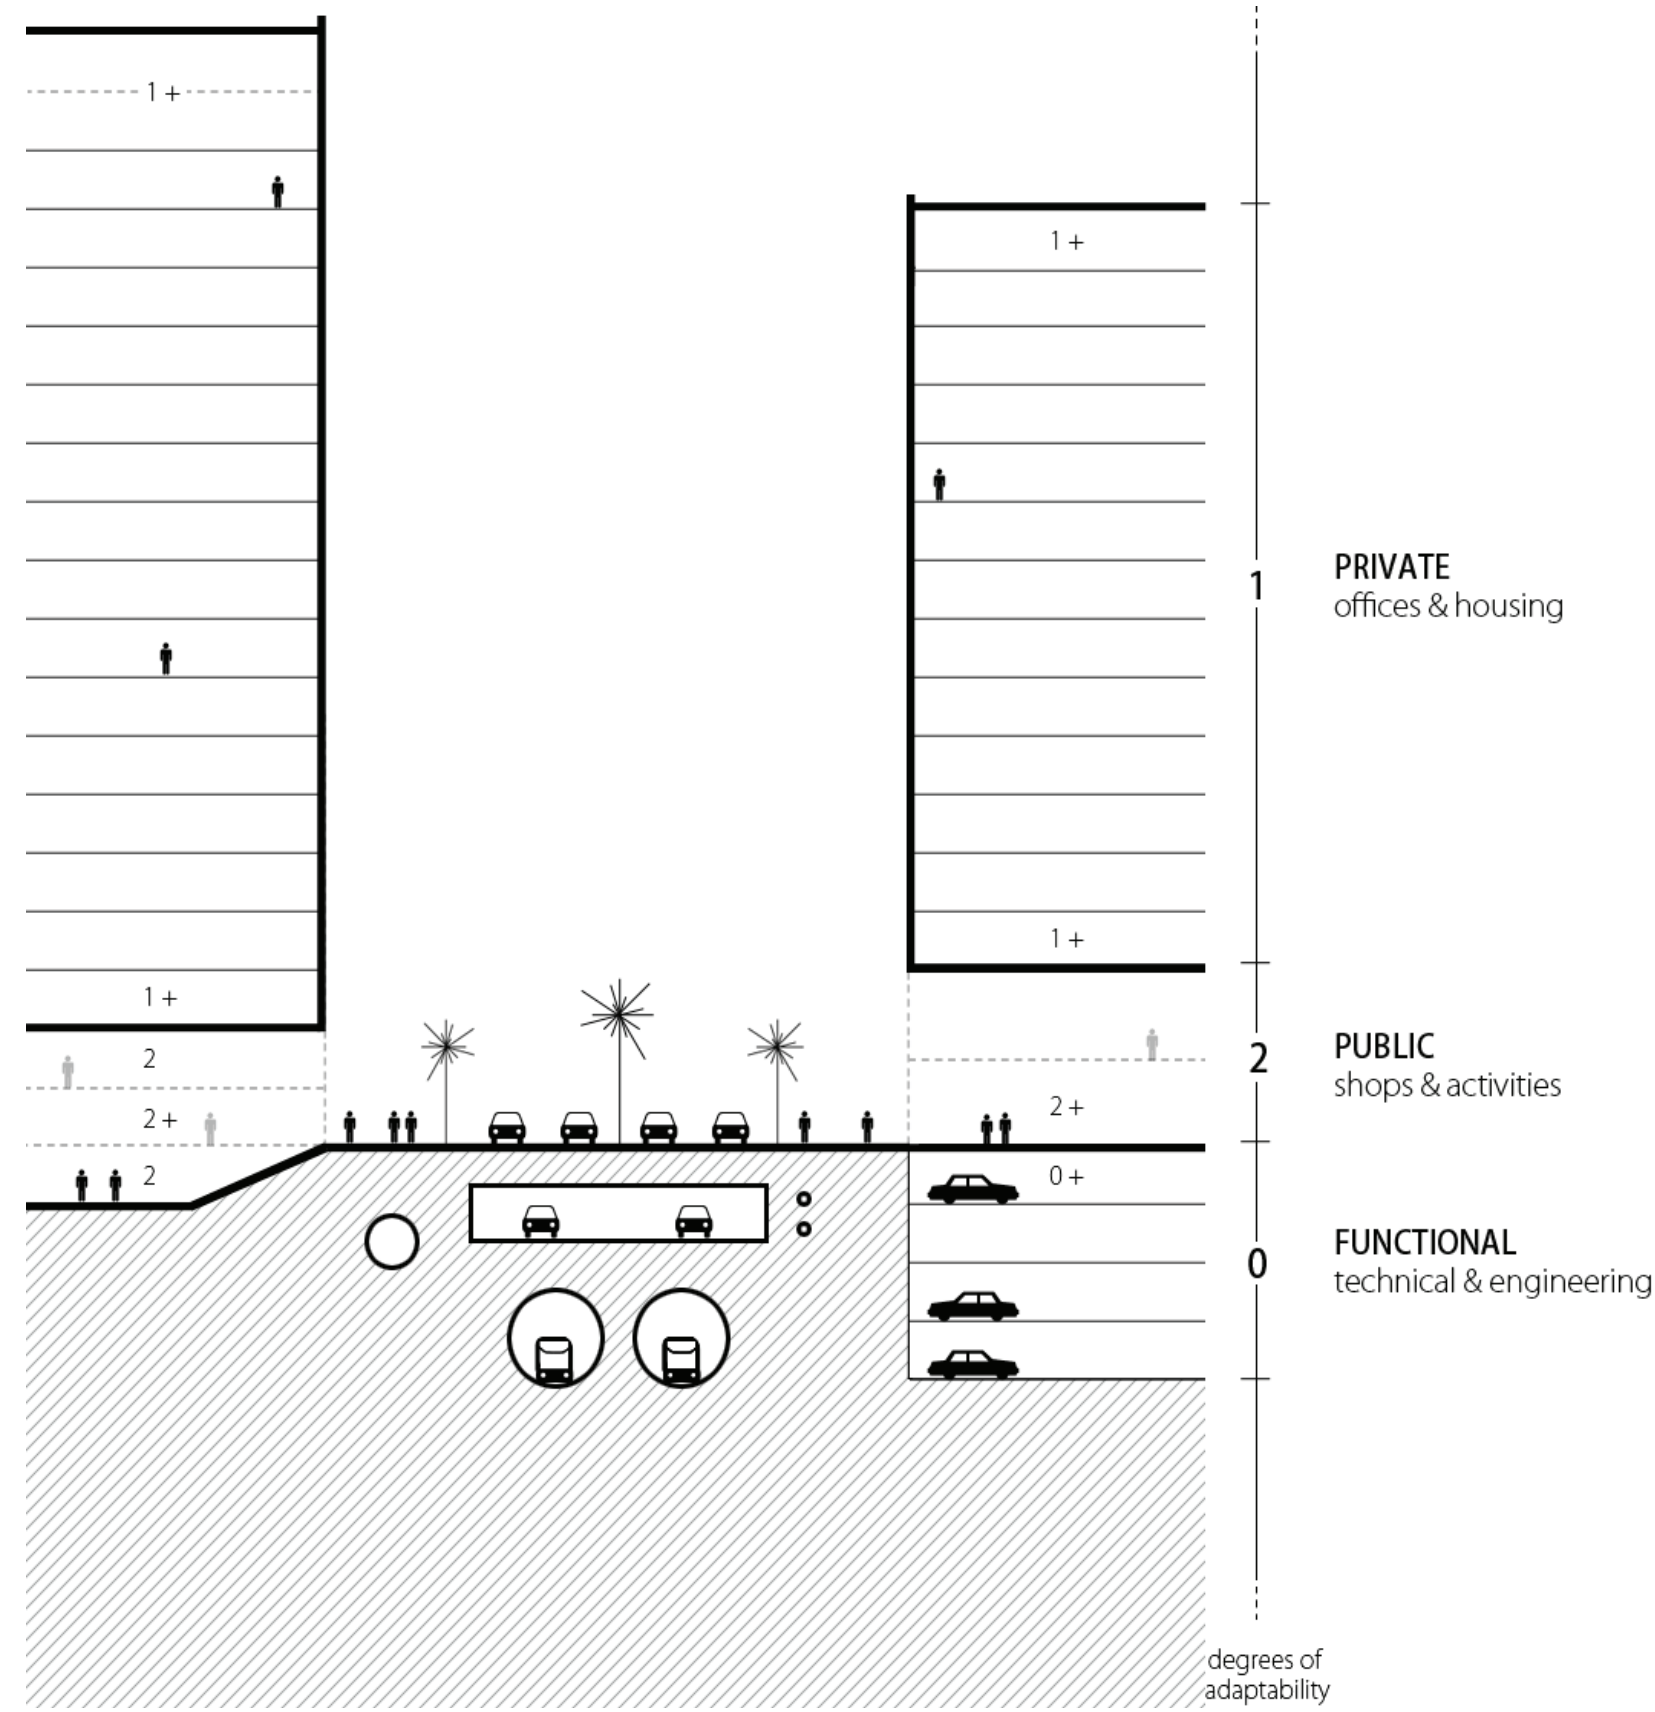 1 +
1 +
1
PRIVATE
offices & housing
1 +
1 +
2
2
PUBLIC
shops & activities
2 +
2 +
2
0 +
0
FUNCTIONAL
technical & engineering
degrees of
adaptability